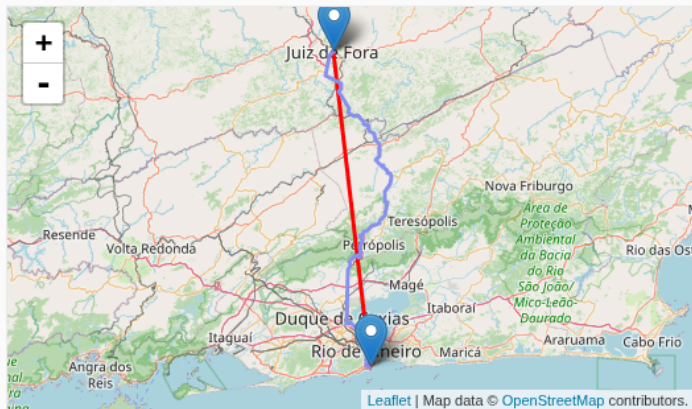 +
-
Juiz de Fora
Nova Friburgo
Área de
Proteção
Ambiental
da Bacia
do Rio
São João/
Mico-Leão-
Dourado
Teresópolis
Resende
Volta Redonda
Petrópolis
Rio das Ost
Magé
Itaboraí
Duque de Caxias
Itaguaí
Rio de Janeiro
Maricá
Araruama
Cabo Frio
Angra dos
Reis
Leaflet | Map data © OpenStreetMap contributors.